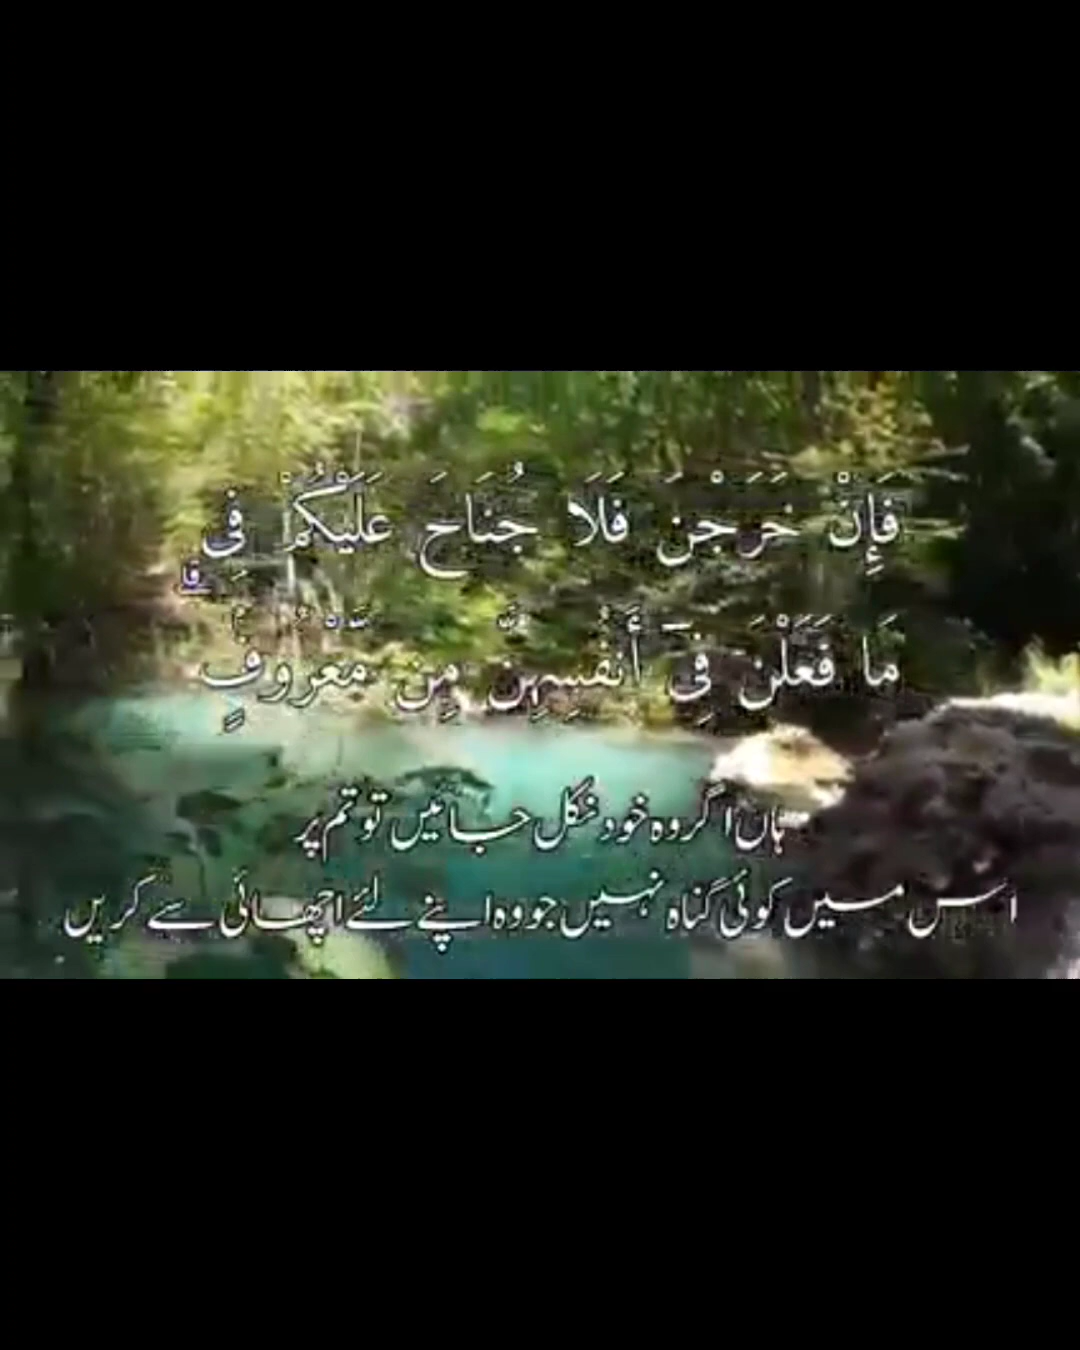 فَإِنْ خَرَجْنَ فَلَا جُنَاحَ عَلَيْكُمْ فِي
مَا فَعَلْنَ فِىٓ أَنْفُسِهِنَّ مِن مَّعْرُوفٍ ۗ
ہاں اگر وہ خود نکل جائیں تو تم پر
اس میں کوئی گناہ نہیں جو وہ اپنے لئے اچھائی سے کریں